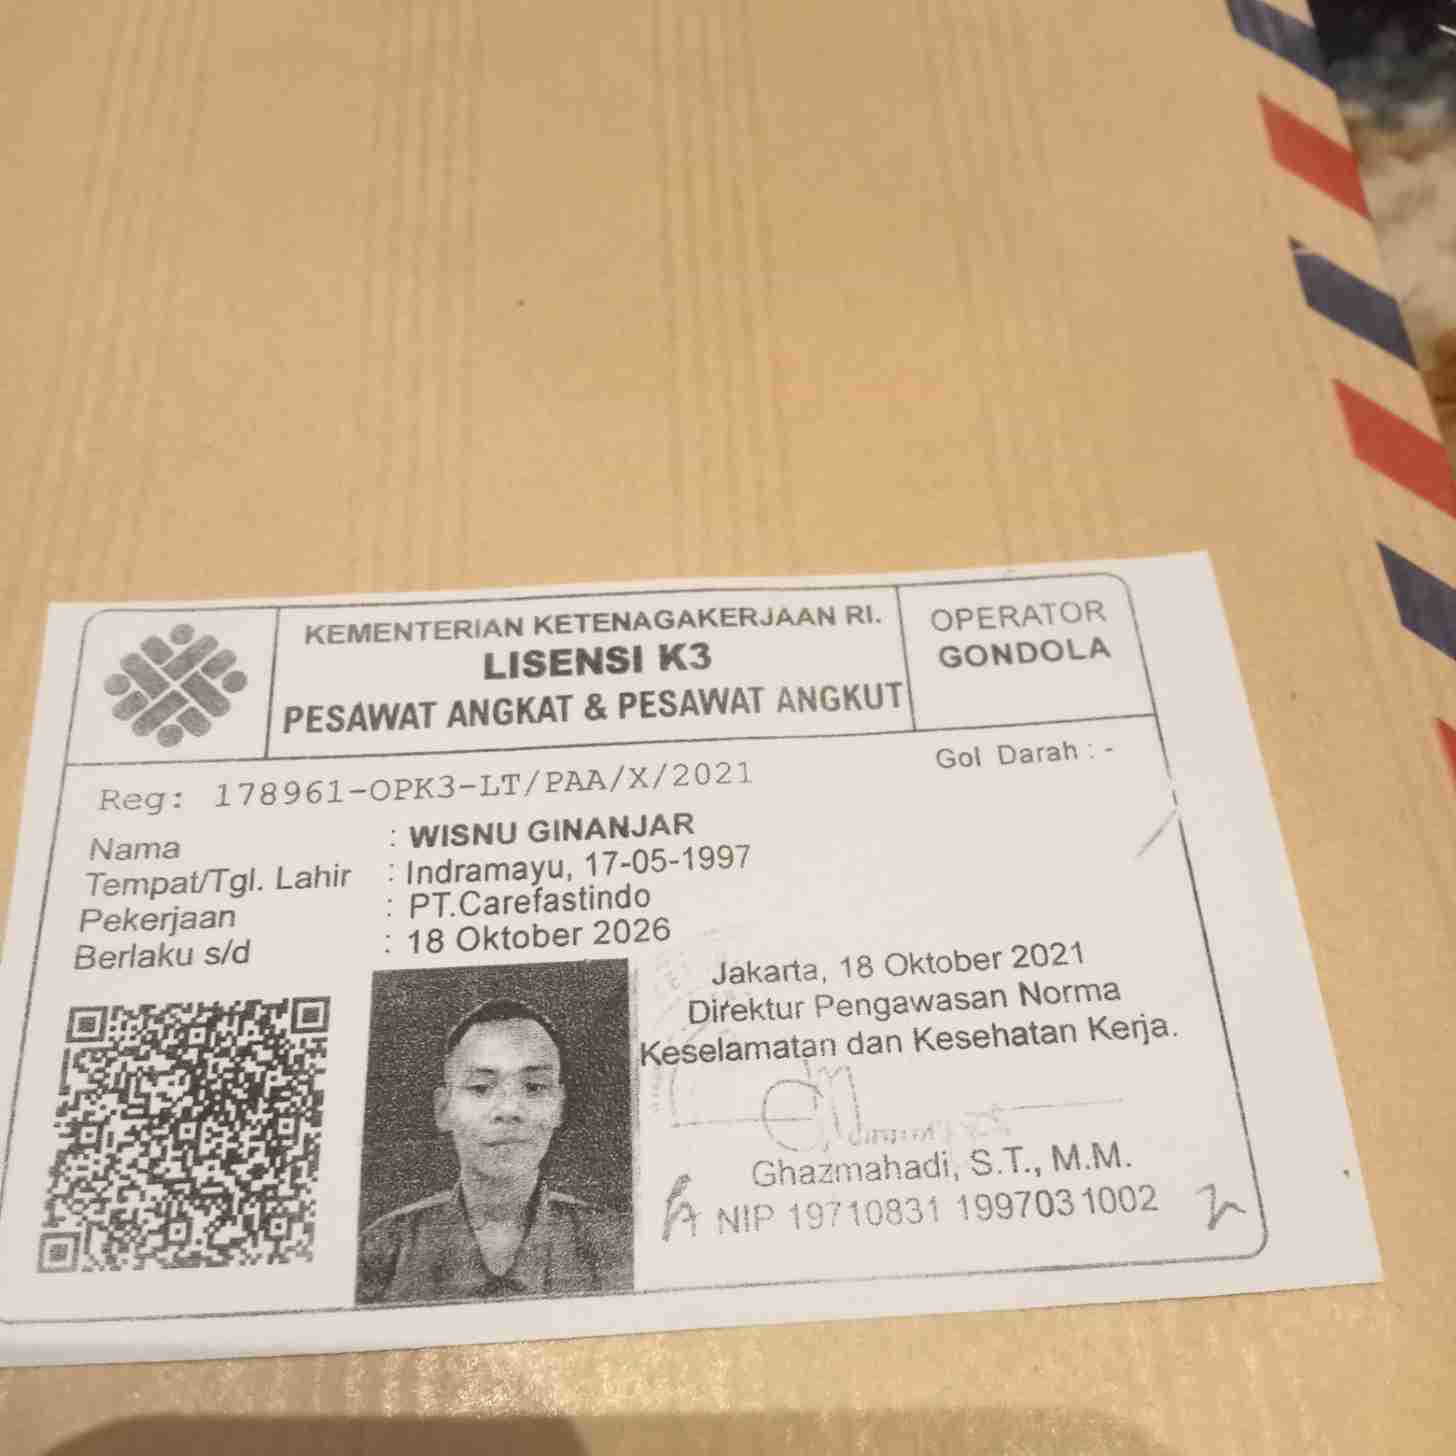 KEMENTERIAN KETENAGAKERJAAN RI.
LISENSI K3
PESAWAT ANGKAT & PESAWAT ANGKUT
OPERATOR
GONDOLA
Gol Darah : -
Reg: 178961-OPK3-LT/PAA/X/2021
Nama : WISNU GINANJAR
Tempat/Tgl. Lahir : Indramayu, 17-05-1997
Pekerjaan : PT.Carefastindo
Berlaku s/d : 18 Oktober 2026
Jakarta, 18 Oktober 2021
Direktur Pengawasan Norma
Keselamatan dan Kesehatan Kerja.
Ghazmahadi, S.T., M.M.
NIP 19710831 199703 1002